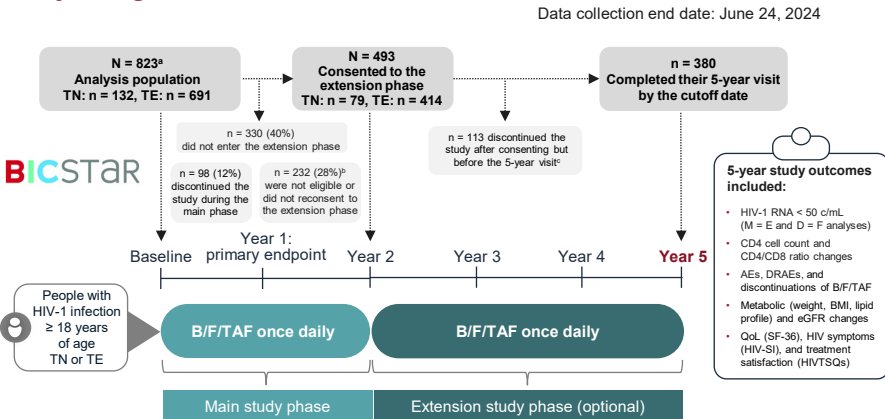 Data collection end date: June 24, 2024
N = 823ᵃ
Analysis population
TN: n = 132, TE: n = 691
N = 493
Consented to the
extension phase
TN: n = 79, TE: n = 414
n = 380
Completed their 5-year visit
by the cutoff date
n = 330 (40%)
did not enter the extension phase
n = 98 (12%)
discontinued the
study during the
main phase
n = 232 (28%)ᵇ
were not eligible or
did not reconsent to
the extension phase
n = 113 discontinued the
study after consenting but
before the 5-year visitᶜ
BICSTaR
Baseline
Year 1:
primary endpoint
Year 2
Year 3
Year 4
Year 5
People with
HIV-1 infection
≥ 18 years
of age
TN or TE
B/F/TAF once daily
B/F/TAF once daily
Main study phase
Extension study phase (optional)
5-year study outcomes
included:
• HIV-1 RNA < 50 c/mL
(M = E and D = F analyses)
• CD4 cell count and
CD4/CD8 ratio changes
• AEs, DRAEs, and
discontinuations of B/F/TAF
• Metabolic (weight, BMI, lipid
profile) and eGFR changes
• QoL (SF-36), HIV symptoms
(HIV-SI), and treatment
satisfaction (HIVTSQs)